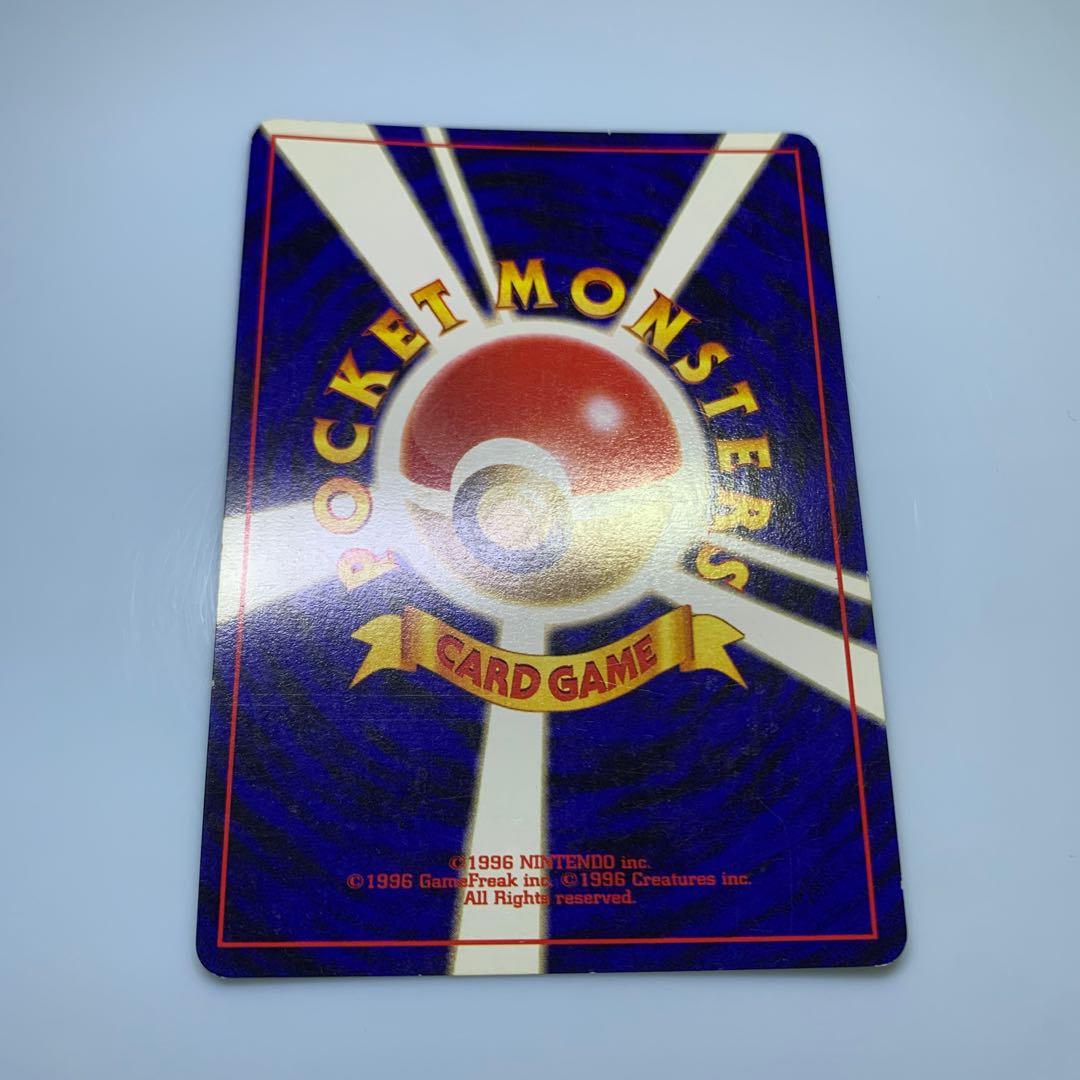 POCKET MONSTERS
CARD GAME
©1996 NINTENDO inc.
©1996 GameFreak inc. ©1996 Creatures inc.
All Rights reserved.